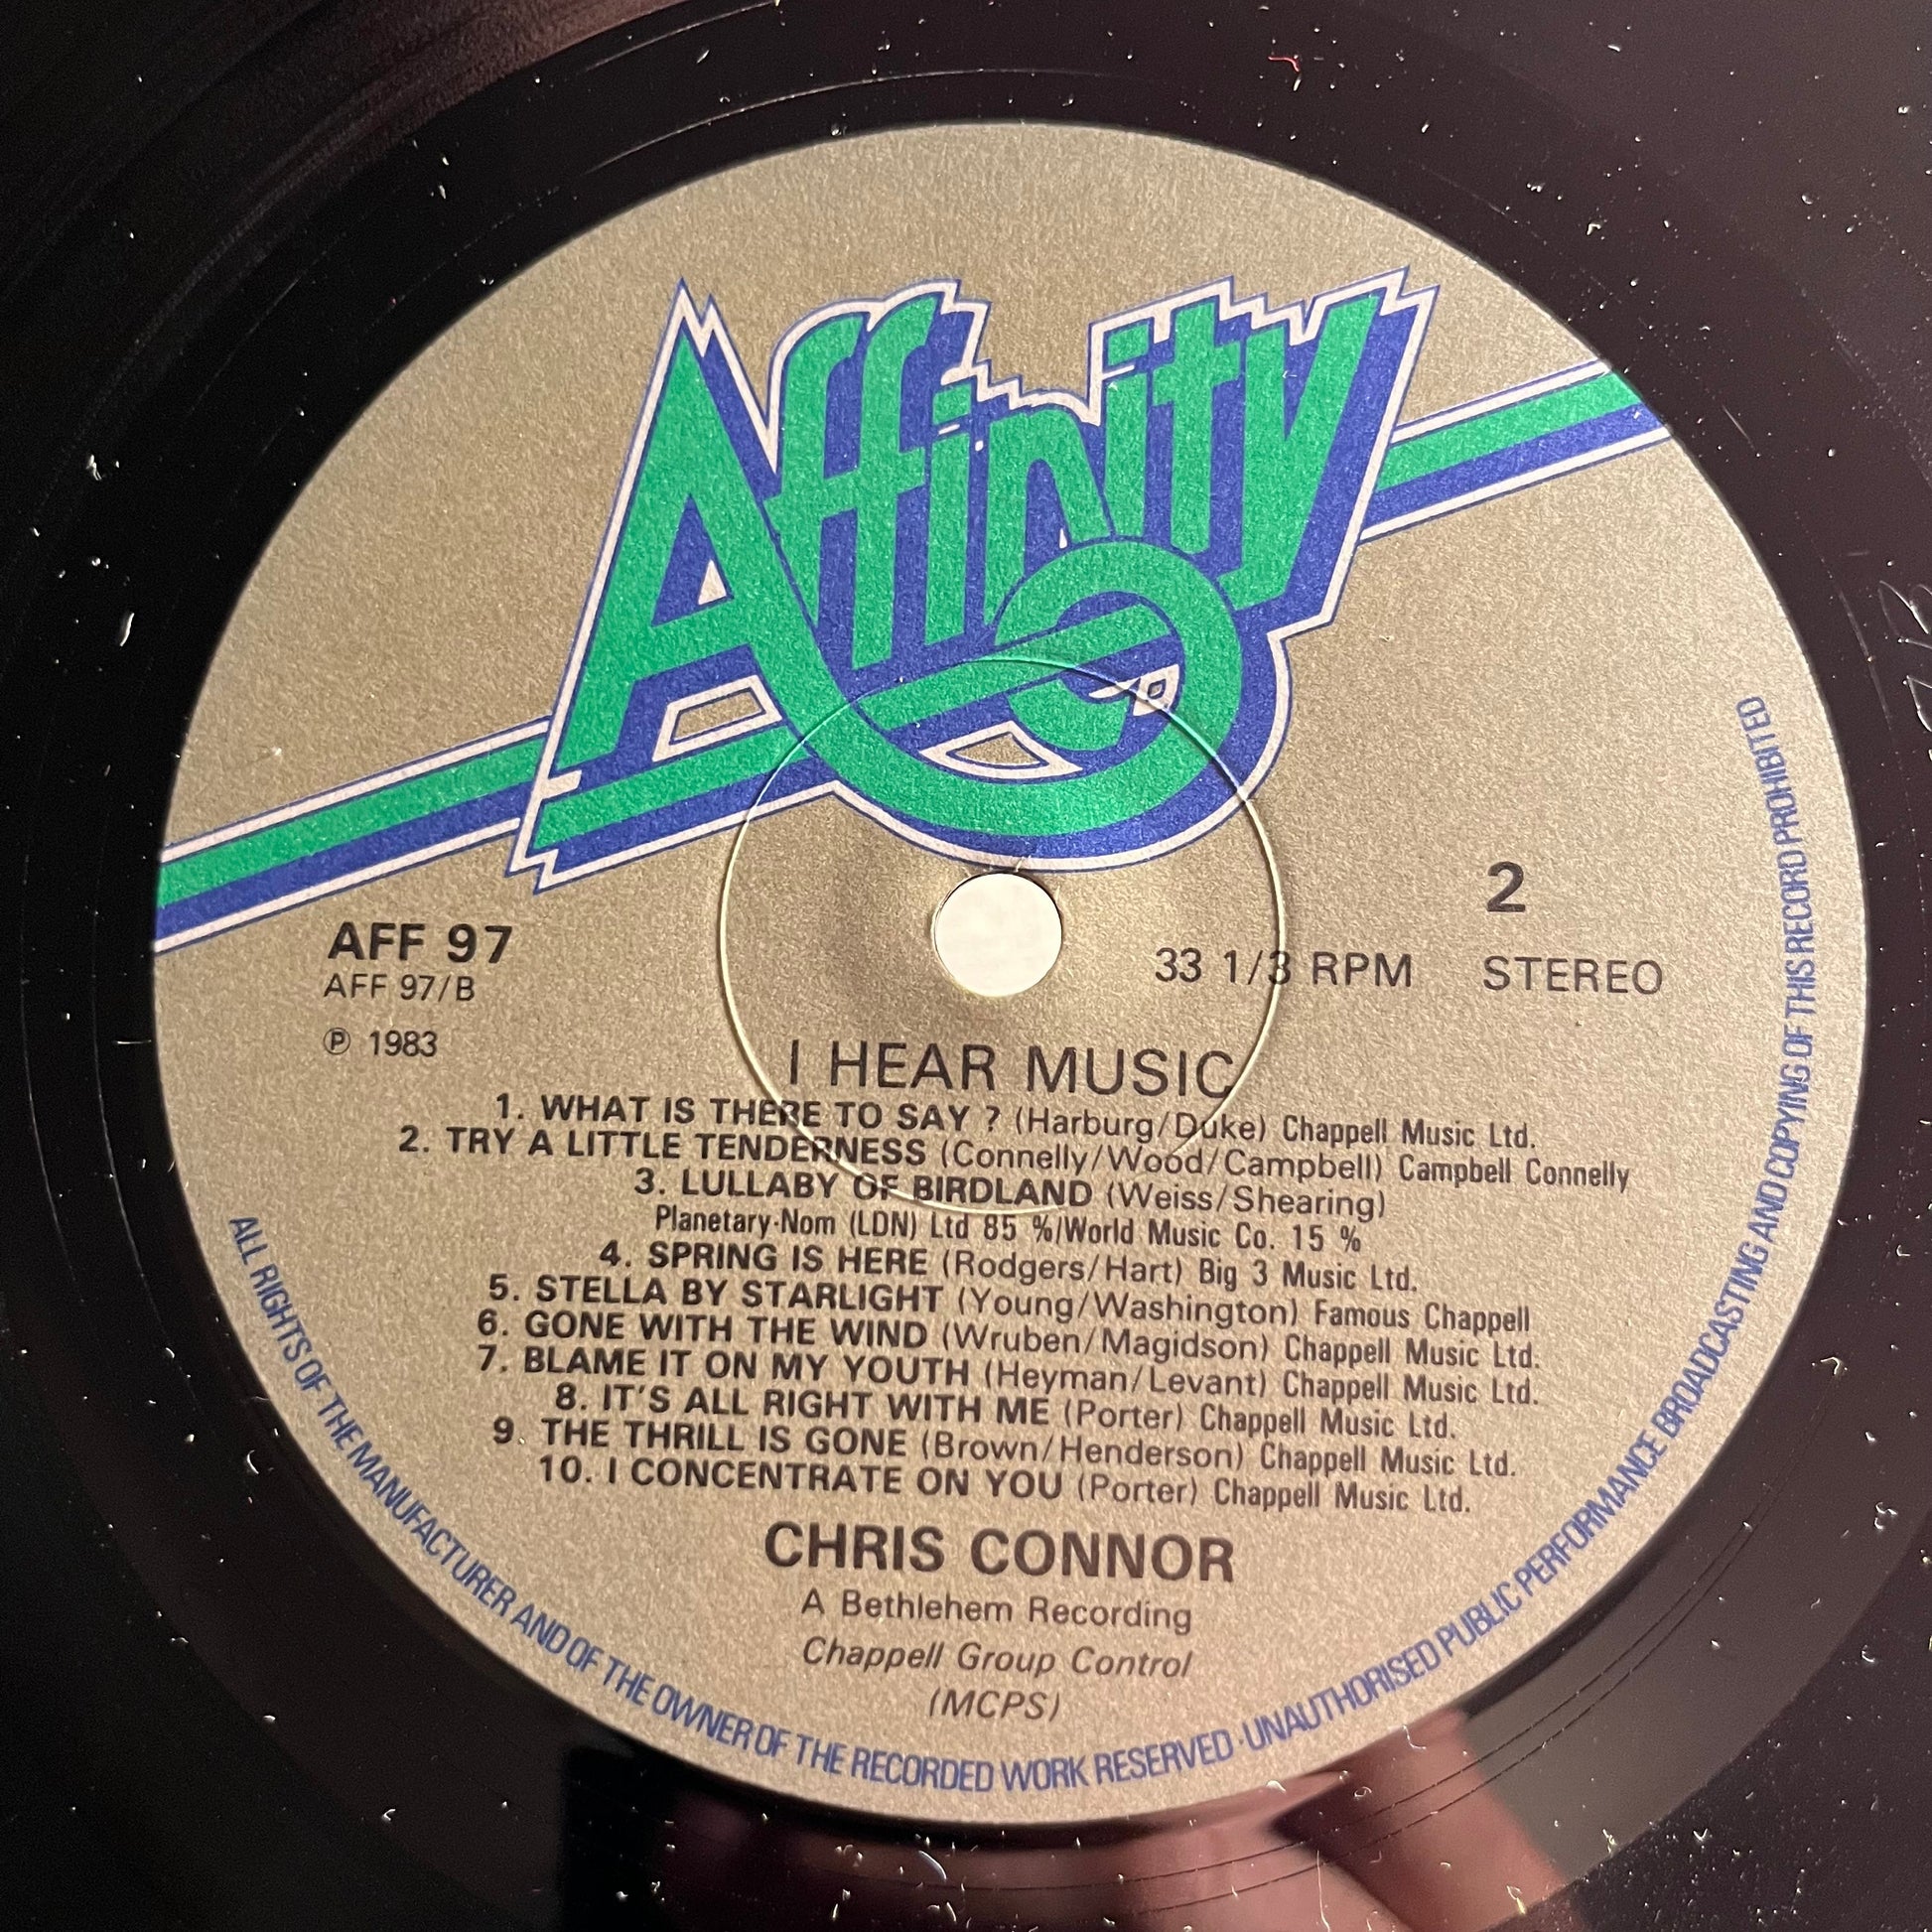 Affinity
2
AFF 97
AFF 97/B
33 1/3 RPM STEREO
℗ 1983
I HEAR MUSIC
1. WHAT IS THERE TO SAY ? (Harburg/Duke) Chappell Music Ltd.
2. TRY A LITTLE TENDERNESS (Connelly/Wood/Campbell) Campbell Connelly
3. LULLABY OF BIRDLAND (Weiss/Shearing)
Planetary-Nom (LDN) Ltd 85 %/World Music Co. 15 %
4. SPRING IS HERE (Rodgers/Hart) Big 3 Music Ltd.
5. STELLA BY STARLIGHT (Young/Washington) Famous Chappell
6. GONE WITH THE WIND (Wruben/Magidson) Chappell Music Ltd.
7. BLAME IT ON MY YOUTH (Heyman/Levant) Chappell Music Ltd.
8. IT'S ALL RIGHT WITH ME (Porter) Chappell Music Ltd.
9. THE THRILL IS GONE (Brown/Henderson) Chappell Music Ltd.
10. I CONCENTRATE ON YOU (Porter) Chappell Music Ltd.
CHRIS CONNOR
A Bethlehem Recording
Chappell Group Control
(MCPS)
ALL RIGHTS OF THE MANUFACTURER AND OF THE OWNER OF THE RECORDED WORK RESERVED · UNAUTHORISED PUBLIC PERFORMANCE BROADCASTING AND COPYING OF THIS RECORD PROHIBITED